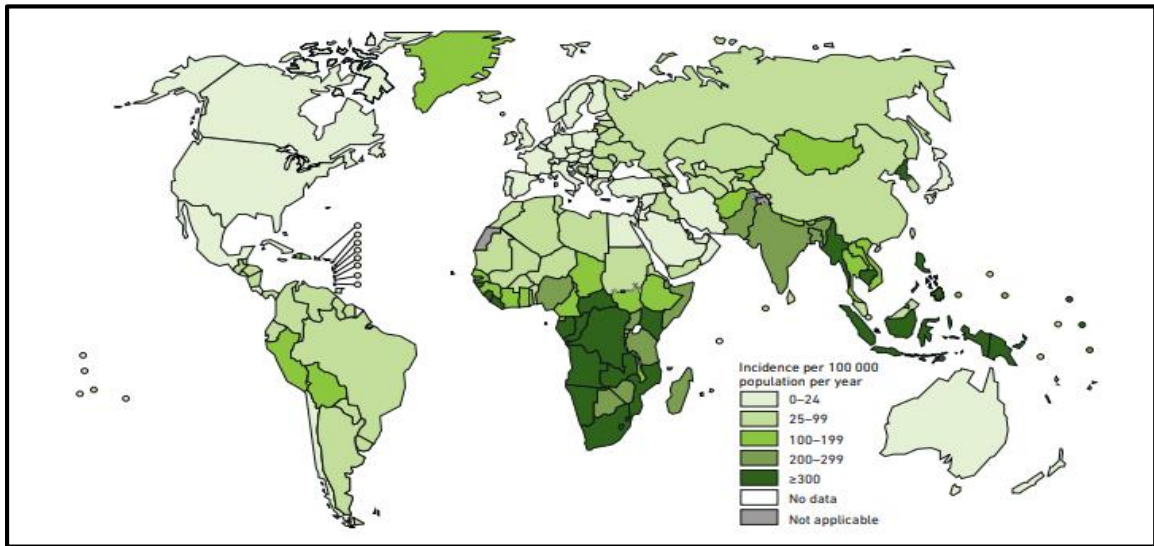 Incidence per 100 000
population per year
0–24
25–99
100–199
200–299
≥300
No data
Not applicable